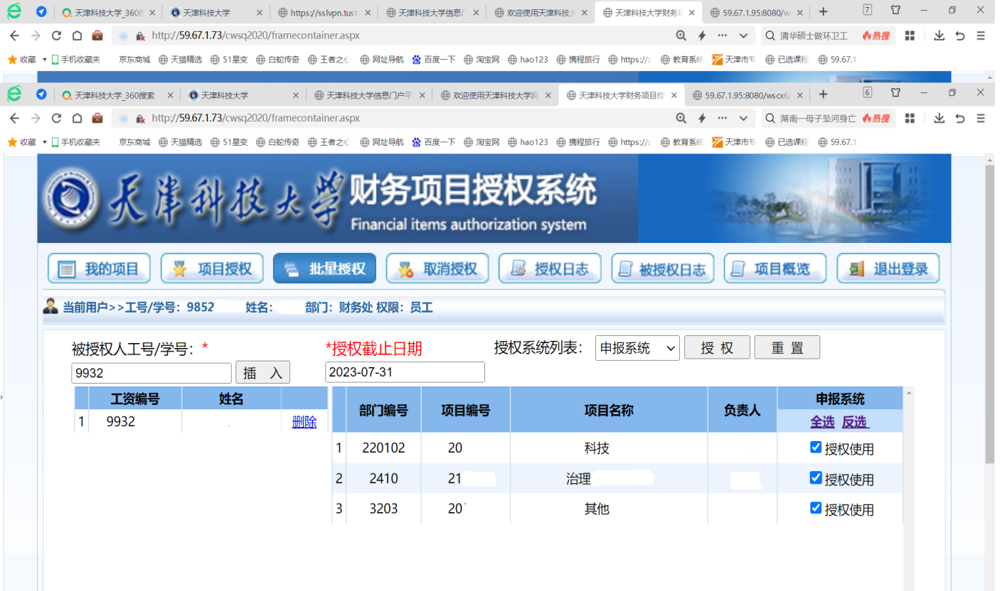 天津科技大学_360搜 天津科技大学 https://sslvpn.tust. 天津科技大学信息门 欢迎使用天津科技大 天津科技大学财务项 59.67.1.95:8080/w 7
http://59.67.1.73/cwsq2020/framecontainer.aspx 清华硕士做环卫工 热搜
收藏 手机收藏夹 京东商城 天猫精选 51星变 白蛇传奇 王者之心 网址导航 百度一下 淘宝网 hao123 携程旅行 https:// 教育系统 天津市专 已选课程 59.67.1
天津科技大学_360搜索 天津科技大学 天津科技大学信息门户平 欢迎使用天津科技大学网 天津科技大学财务项目授 59.67.1.95:8080/wscx6/ 6
http://59.67.1.73/cwsq2020/framecontainer.aspx 湖南一母子坠河身亡 热搜
收藏 手机收藏夹 京东商城 天猫精选 51星变 白蛇传奇 王者之心 网址导航 百度一下 淘宝网 hao123 携程旅行 https:// 教育系统 天津市专 已选课程 59.67.1
天津科技大学 财务项目授权系统
Financial items authorization system
我的项目 项目授权 批量授权 取消授权 授权日志 被授权日志 项目概览 退出登录
当前用户>>工号/学号：9852 姓名： 部门：财务处 权限：员工
被授权人工号/学号：* *授权截止日期 授权系统列表： 申报系统 授 权 重 置
9932 插 入 2023-07-31
工资编号 姓名 部门编号 项目编号 项目名称 负责人 申报系统
全选 反选
1 9932 删除
1 220102 20 科技 授权使用
2 2410 21 治理 授权使用
3 3203 20 其他 授权使用